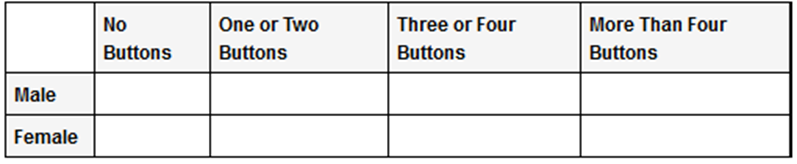 No Buttons
One or Two Buttons
Three or Four Buttons
More Than Four Buttons
Male
Female